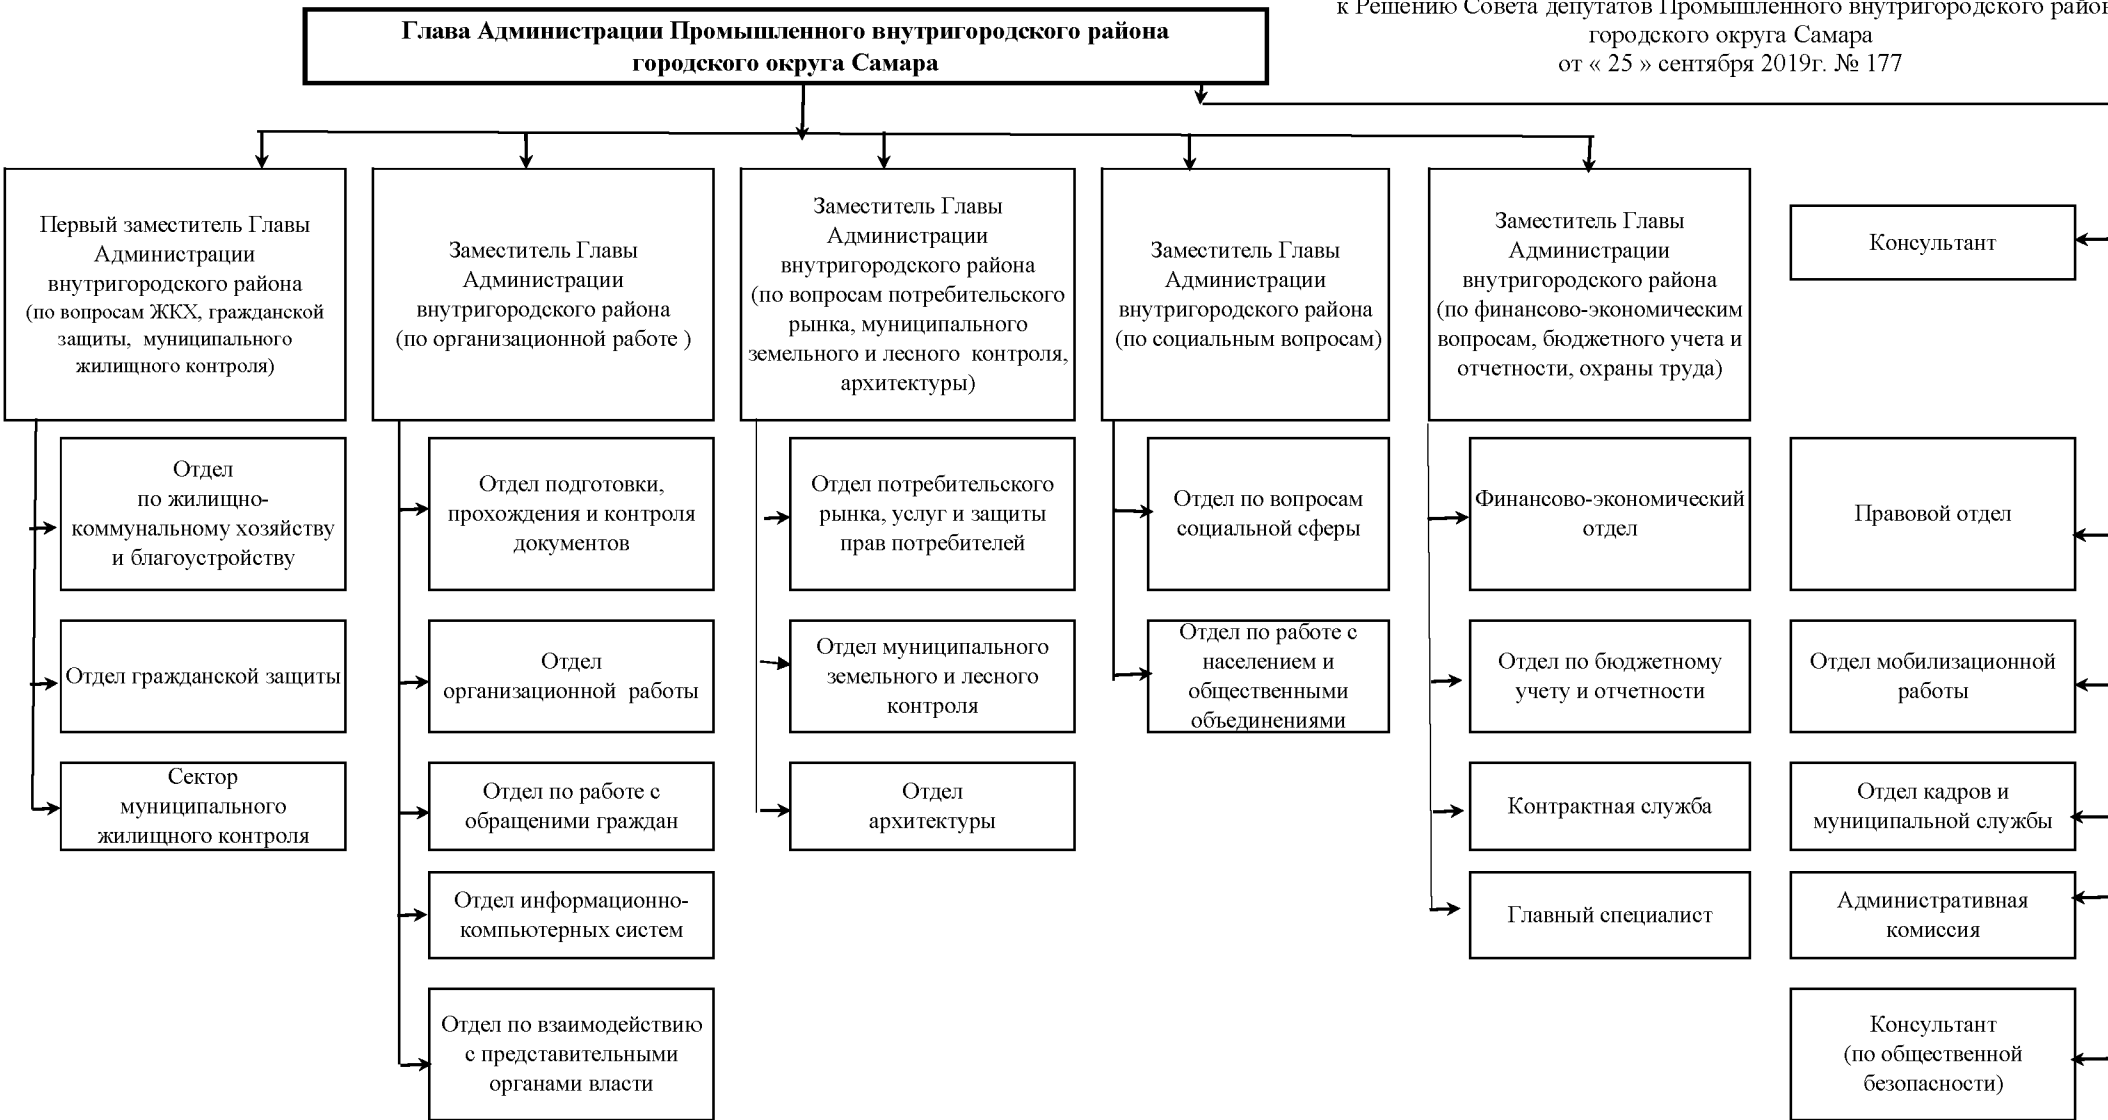 к Решению Совета депутатов Промышленного внутригородского
городского округа Самара
от « 25 » сентября 2019г. № 177
Глава Администрации Промышленного внутригородского района
городского округа Самара
Первый заместитель Главы
Администрации
внутригородского района
(по вопросам ЖКХ, гражданской
защиты, муниципального
жилищного контроля)
Заместитель Главы
Администрации
внутригородского района
(по организационной работе )
Заместитель Главы
Администрации
внутригородского района
(по вопросам потребительского
рынка, муниципального
земельного и лесного контроля,
архитектуры)
Заместитель Главы
Администрации
внутригородского района
(по социальным вопросам)
Заместитель Главы
Администрации
внутригородского района
(по финансово-экономическим
вопросам, бюджетного учета и
отчетности, охраны труда)
Консультант
Отдел
по жилищно-
коммунальному хозяйству
и благоустройству
Отдел подготовки,
прохождения и контроля
документов
Отдел потребительского
рынка, услуг и защиты
прав потребителей
Отдел по вопросам
социальной сферы
Финансово-экономический
отдел
Правовой отдел
Отдел гражданской защиты
Отдел
организационной работы
Отдел муниципального
земельного и лесного
контроля
Отдел по работе с
населением и
общественными
объединениями
Отдел по бюджетному
учету и отчетности
Отдел мобилизационной
работы
Сектор
муниципального
жилищного контроля
Отдел по работе с
обращеними граждан
Отдел
архитектуры
Контрактная служба
Отдел кадров и
муниципальной службы
Отдел информационно-
компьютерных систем
Главный специалист
Административная
комиссия
Отдел по взаимодействию
с представительными
органами власти
Консультант
(по общественной
безопасности)